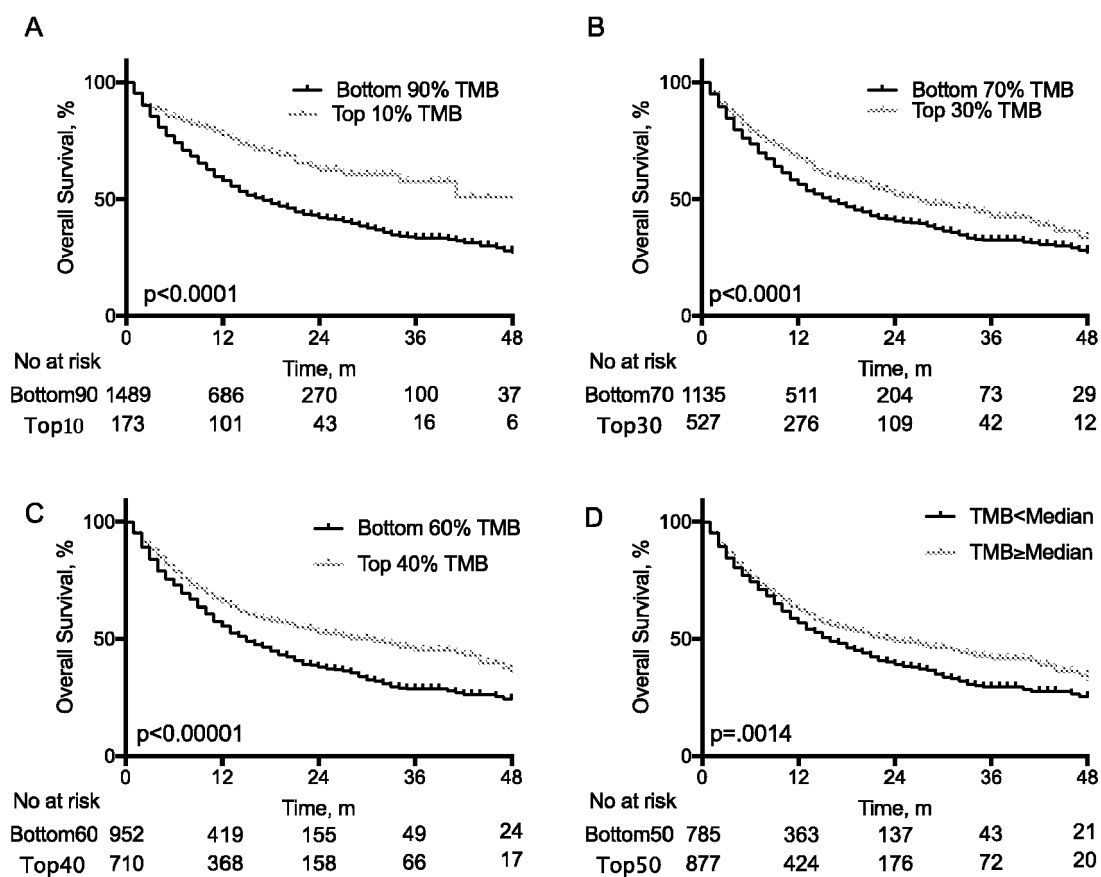 A
100
50
0
Overall Survival, %
Bottom 90% TMB
Top 10% TMB
p<0.0001
0 12 24 36 48
Time, m
No at risk
Bottom90 1489 686 270 100 37
Top10 173 101 43 16 6
B
100
50
0
Overall Survival, %
Bottom 70% TMB
Top 30% TMB
p<0.0001
0 12 24 36 48
Time, m
No at risk
Bottom70 1135 511 204 73 29
Top30 527 276 109 42 12
C
100
50
0
Overall Survival, %
Bottom 60% TMB
Top 40% TMB
p<0.00001
0 12 24 36 48
Time, m
No at risk
Bottom60 952 419 155 49 24
Top40 710 368 158 66 17
D
100
50
0
Overall Survival, %
TMB<Median
TMB≥Median
p=.0014
0 12 24 36 48
Time, m
No at risk
Bottom50 785 363 137 43 21
Top50 877 424 176 72 20